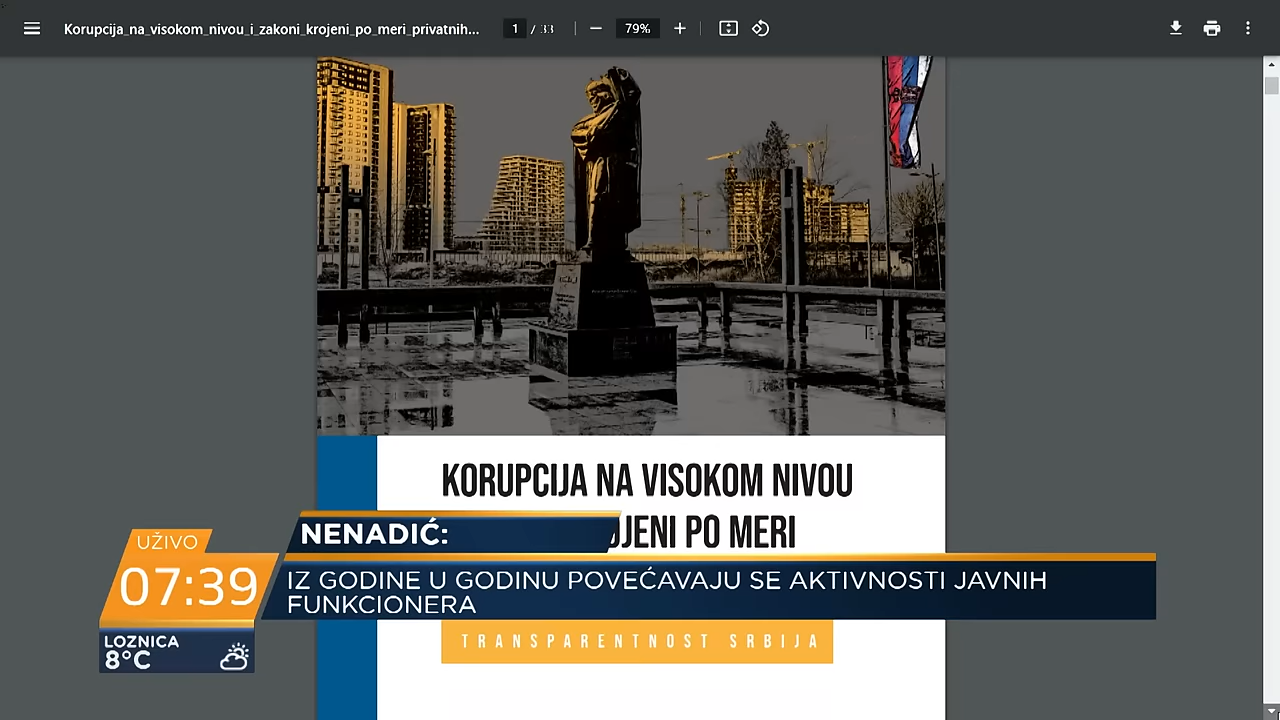 Korupcija_na_visokom_nivou_i_zakoni_krojeni_po_meri_privatnih...
1 / 33
79%
KORUPCIJA NA VISOKOM NIVOU
OJENI PO MERI
NENADIĆ:
UŽIVO
07:39
IZ GODINE U GODINU POVEĆAVAJU SE AKTIVNOSTI JAVNIH
FUNKCIONERA
TRANSPARENTNOST SRBIJA
LOZNICA
8°C